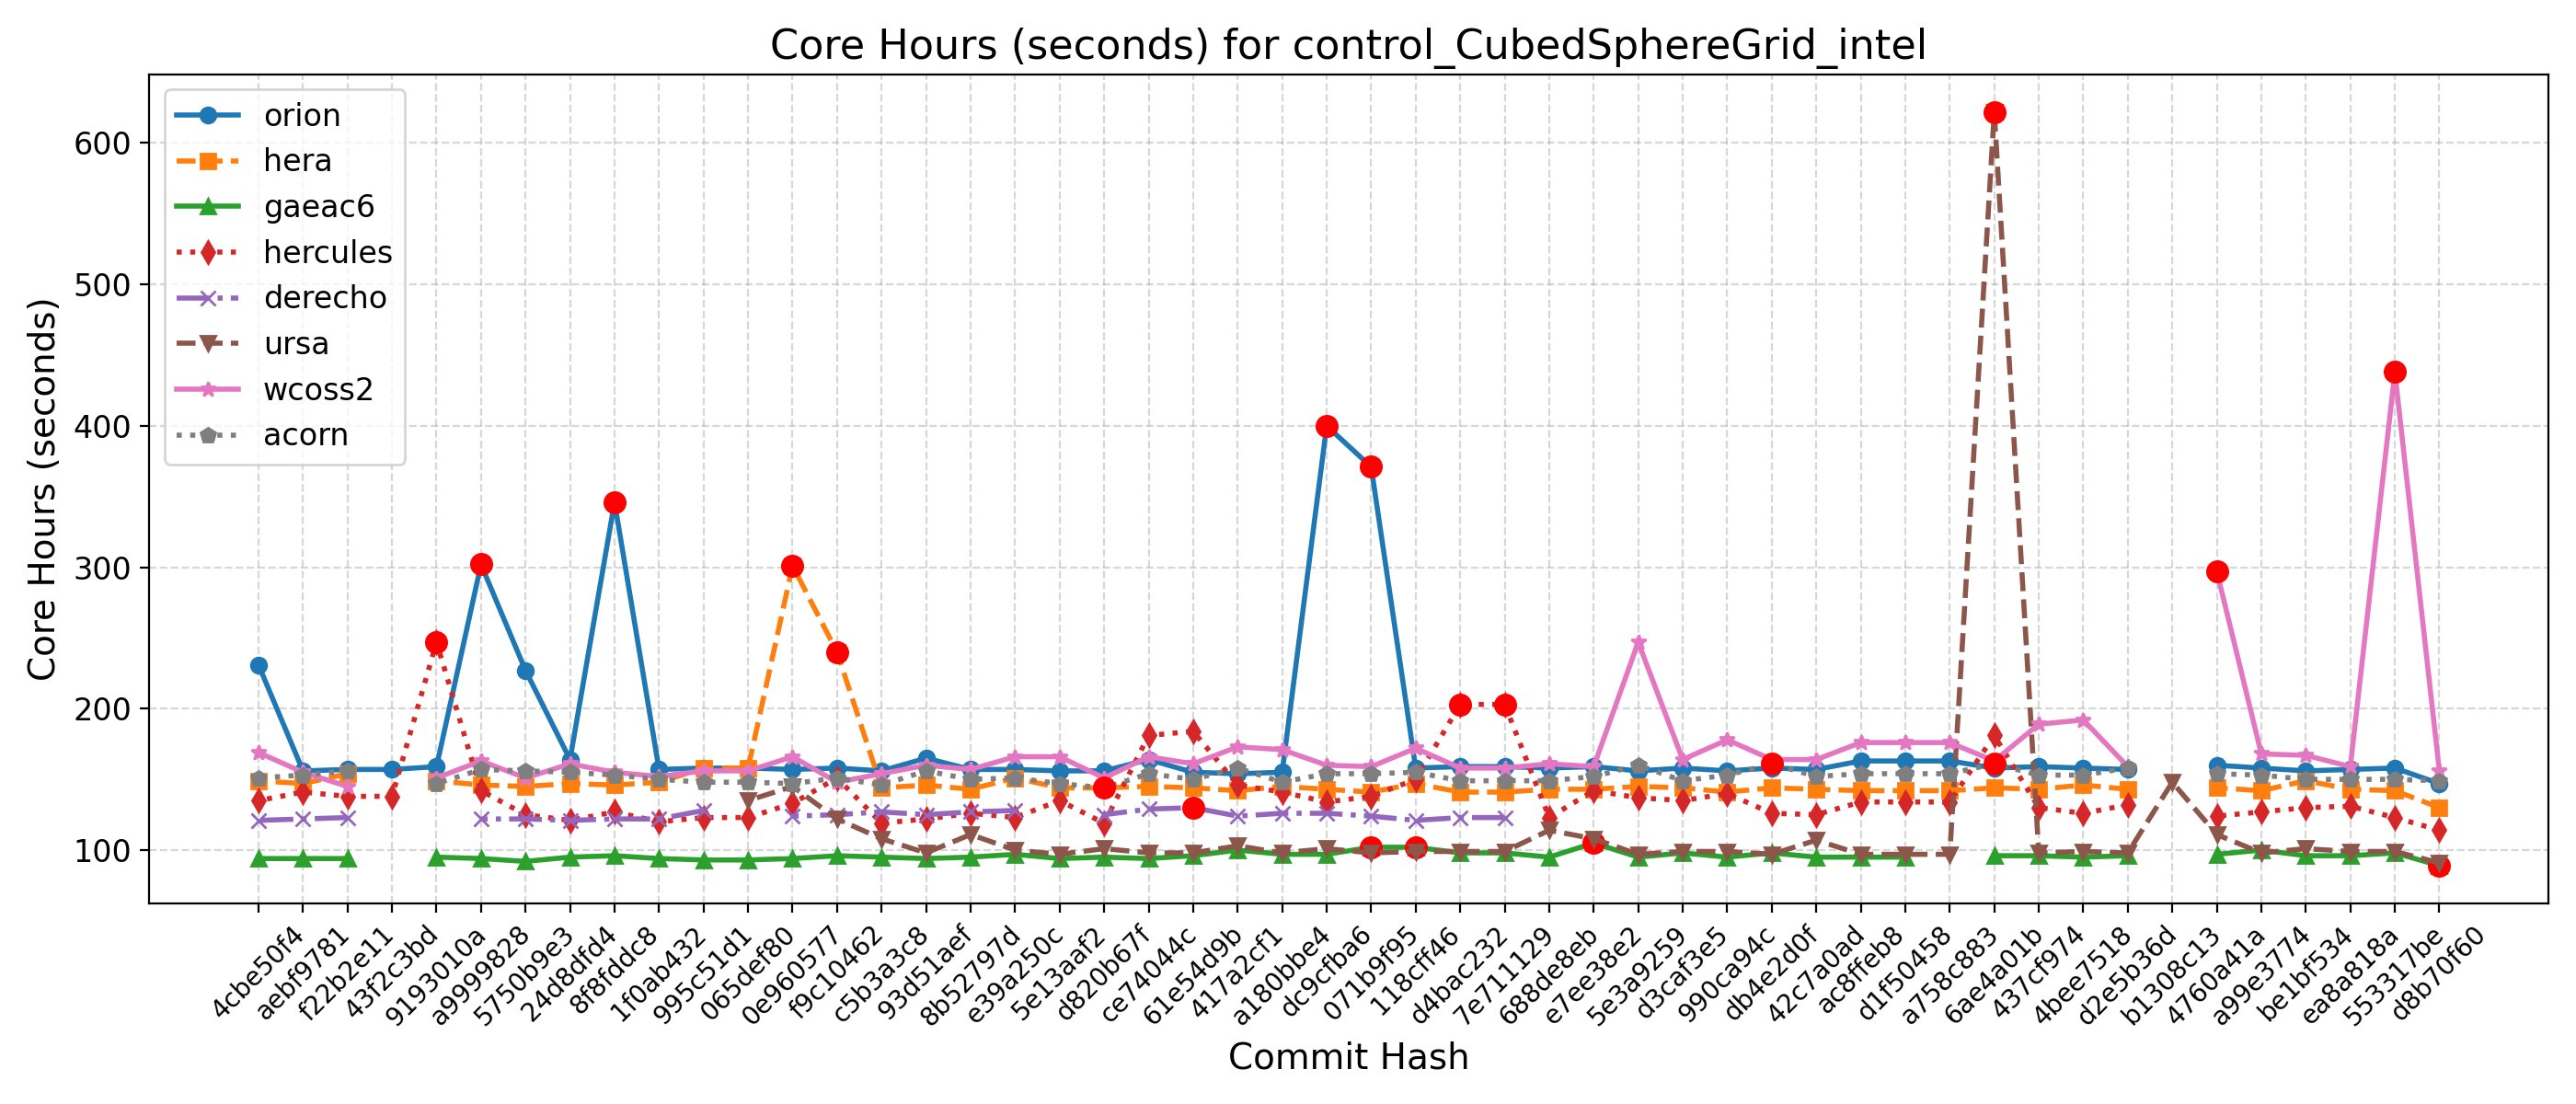 Core Hours (seconds) for control_CubedSphereGrid_intel
orion
hera
gaeac6
hercules
derecho
ursa
wcoss2
acorn
Core Hours (seconds)
600
500
400
300
200
100
4cbe50f4
aebf9781
f22b2e11
43f2c3bd
9193010a
a9999828
5750b9e3
24d8dfd4
8f8fddc8
1f0ab432
995c51d1
065def80
0e960577
f9c10462
c5b3a3c8
93d51aef
8b52797d
e39a250c
5e13aaf2
d820b67f
ce74044c
61e54d9b
417a2cf1
a180bbe4
dc9cfba6
071b9f95
118cff46
d4bac232
7e711129
688de8eb
e7ee38e2
5e3a9259
d3caf3e5
990ca94c
db4e2d0f
42c7a0ad
ac8ffeb8
d1f50458
a758c883
6ae4a01b
437cf974
4bee7518
d2e5b36d
b1308c13
4760a41a
a99e3774
be1bf534
ea8a818a
553317be
d8b70f60
Commit Hash